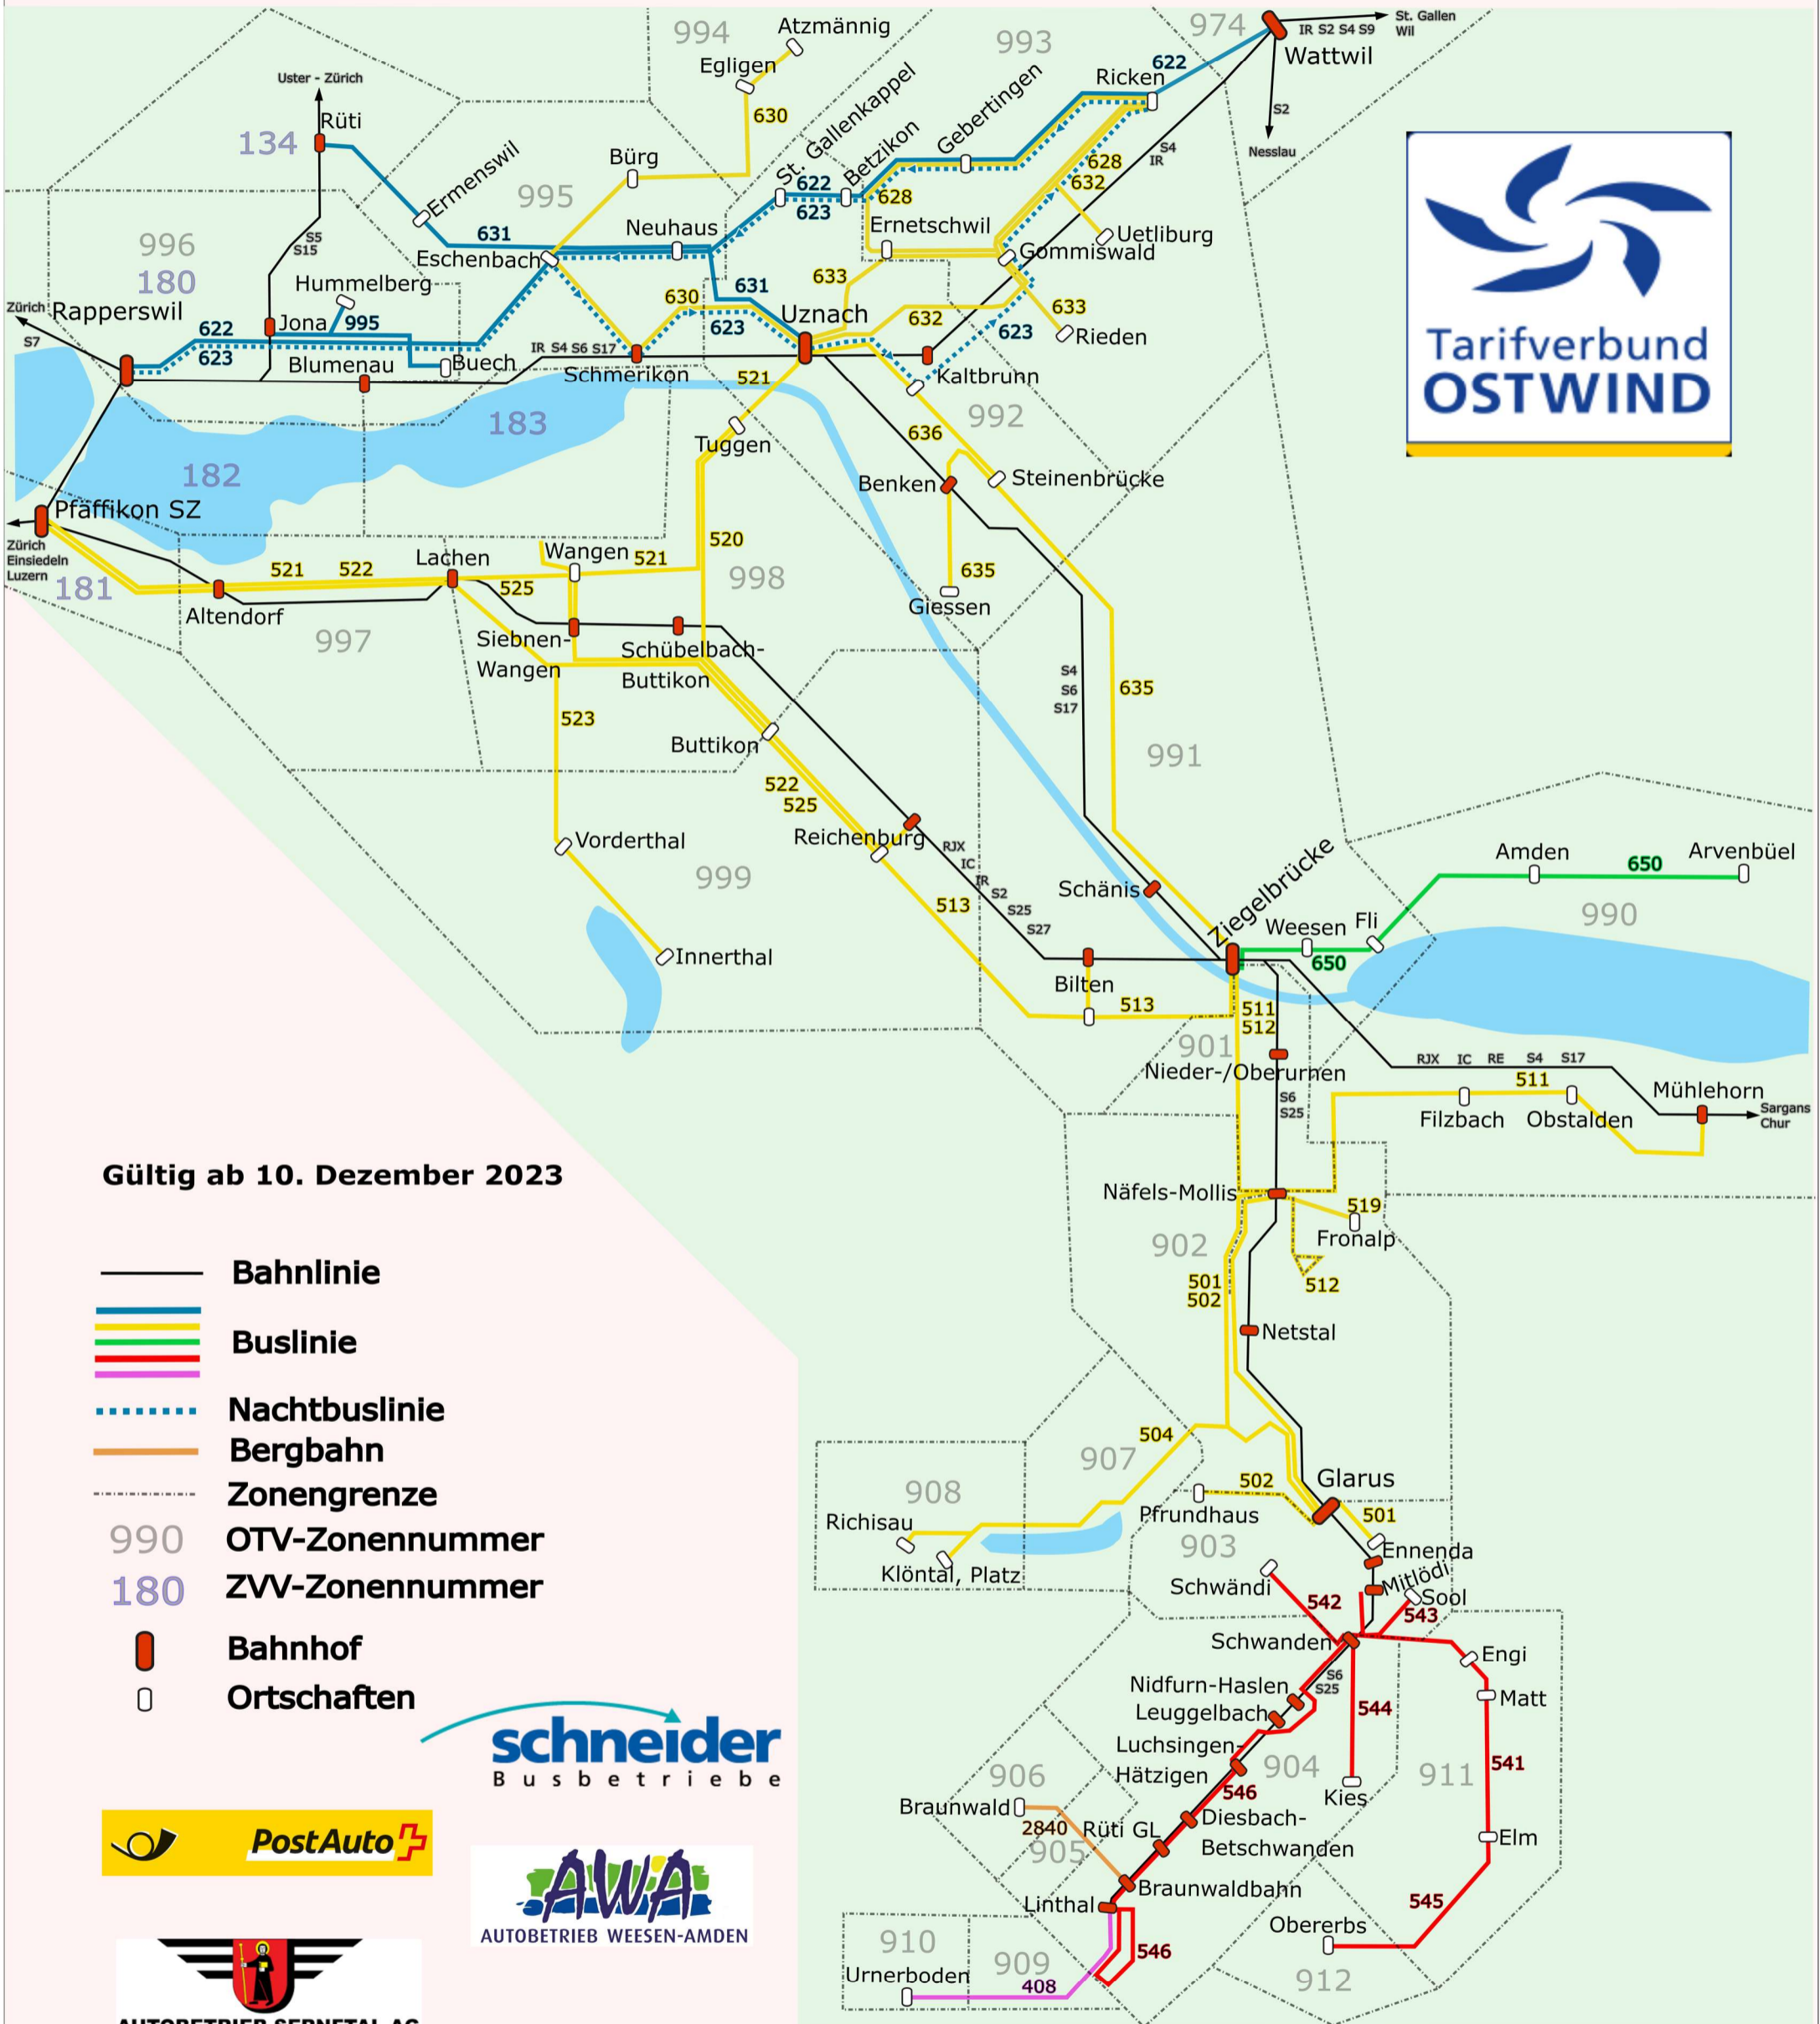 994
Atzmännig
Egligen
630
993
974
622
Ricken
IR S2 S4 S9
St. Gallen
Wil
Wattwil
S2
Nesslau
Uster - Zürich
Rüti
134
Ermenswil
995
Bürg
St. Gallenkappel
Betzikon
Gebertingen
622
623
628
628
632
S4
IR
Tarifverbund
OSTWIND
996
180
S5
S15
631
Eschenbach
Neuhaus
Ernetschwil
Uetliburg
Gommiswald
Hummelberg
Zürich
Rapperswil
S7
Jona
995
622
623
Blumenau
Buech
IR S4 S6 S17
Schmerikon
630
631
623
Uznach
633
632
633
623
Rieden
Kaltbrunn
521
183
182
Tuggen
992
636
Benken
Steinenbrücke
Pfäffikon SZ
Zürich
Einsiedeln
Luzern
181
521
522
Altendorf
Lachen
525
Wangen
521
520
998
635
Giessen
997
Siebnen-
Wangen
Schübelbach-
Buttikon
523
Buttikon
522
525
S4
S6
S17
635
991
Vorderthal
999
Innerthal
Reichenburg
RJX
IC
IR
S2
S25
S27
513
Schänis
Ziegelbrücke
Weesen
Fli
650
Amden
650
Arvenbüel
990
Bilten
513
511
512
901
Nieder-/Oberurnen
S6
S25
RJX IC RE S4 S17
511
Filzbach
Obstalden
Mühlehorn
Sargans
Chur
Näfels-Mollis
519
Fronalp
902
501
502
512
Netstal
Gültig ab 10. Dezember 2023
Bahnlinie
Buslinie
Nachtbuslinie
Bergbahn
Zonengrenze
990
OTV-Zonennummer
180
ZVV-Zonennummer
Bahnhof
Ortschaften
504
907
908
Richisau
Klöntal, Platz
502
Pfrundhaus
903
Glarus
501
Ennenda
Mitlödi
Schwändi
542
Sool
543
Schwanden
S6
S25
Engi
Matt
Nidfurn-Haslen
Leuggelbach
544
Luchsingen-
Hätzigen
904
546
Kies
911
541
906
Braunwald
2840
905
Rüti GL
Diesbach-
Betschwanden
Elm
Braunwaldbahn
Linthal
545
Obererbs
546
910
909
Urnerboden
408
912
schneider
Busbetriebe
PostAuto
AWA
AUTOBETRIEB WEESEN-AMDEN
AUTOBETRIEB SERNFTAL AG